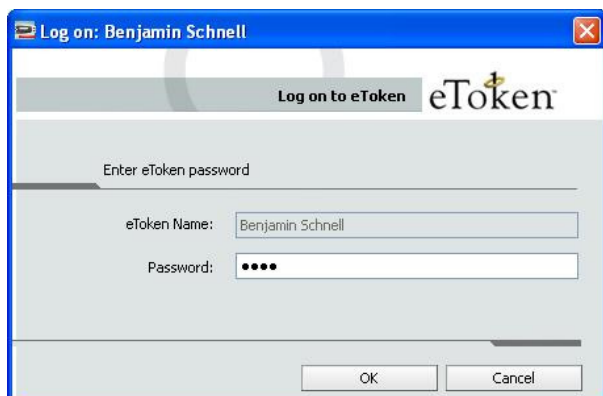 Log on: Benjamin Schnell
Log on to eToken eToken
Enter eToken password
eToken Name: Benjamin Schnell
Password: ••••
OK Cancel